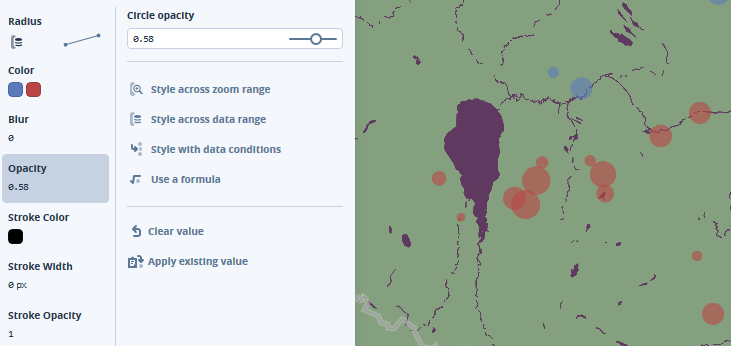 Radius
Color
Blur
0
Opacity
0.58
Stroke Color
Stroke Width
0 px
Stroke Opacity
1
Circle opacity
0.58
Style across zoom range
Style across data range
Style with data conditions
Use a formula
Clear value
Apply existing value